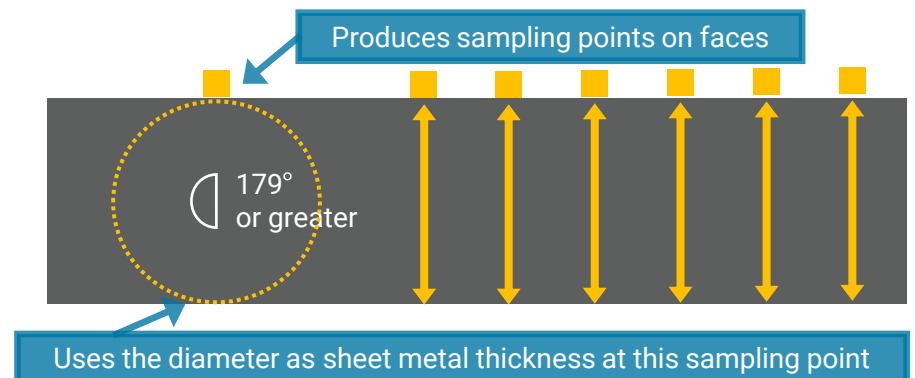 Produces sampling points on faces
179°
or greater
Uses the diameter as sheet metal thickness at this sampling point